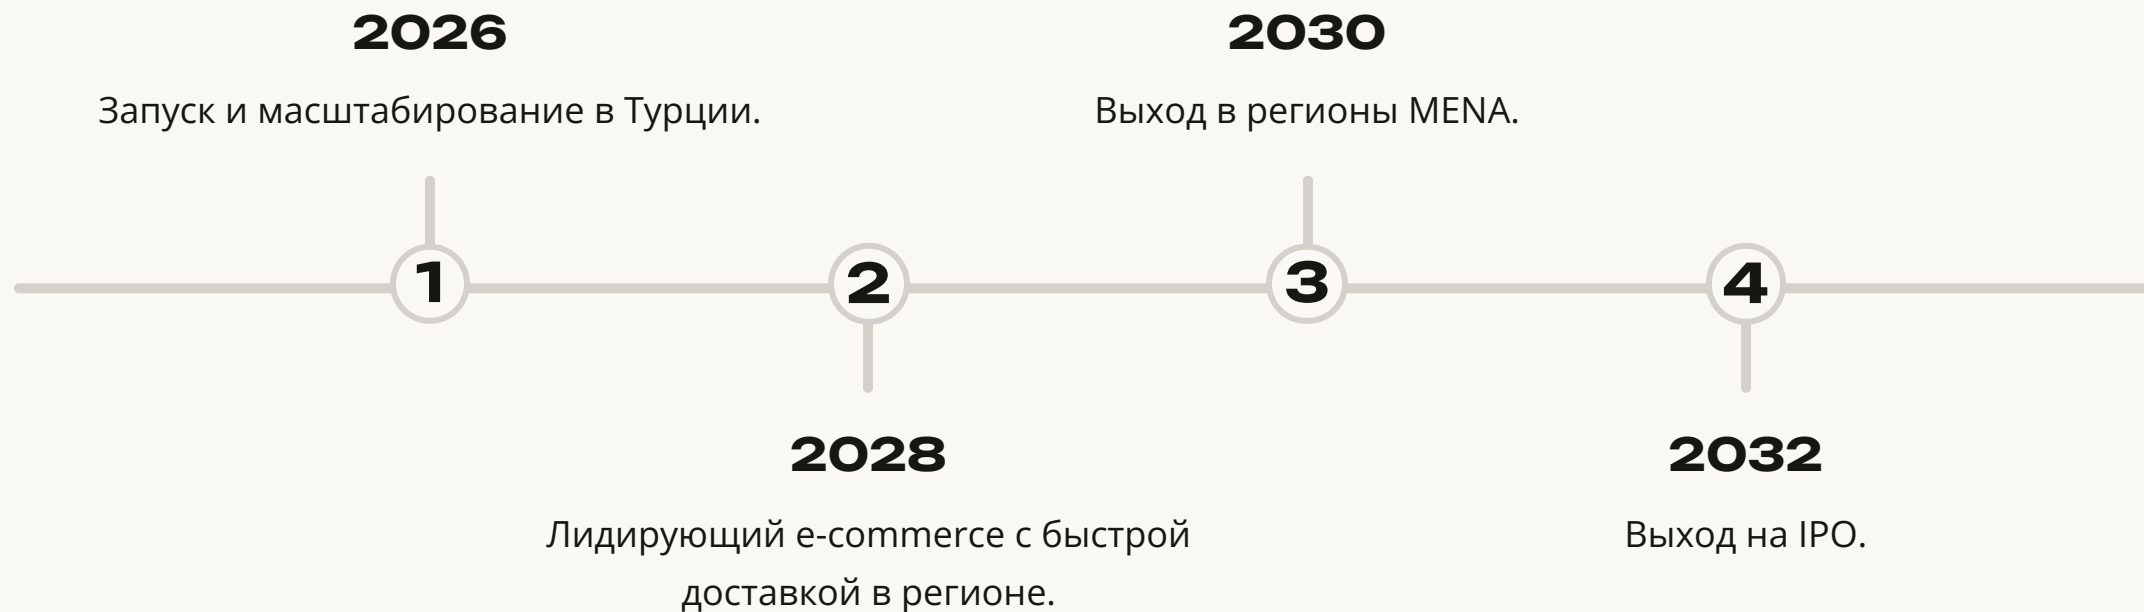 2026
Запуск и масштабирование в Турции.
2030
Выход в регионы MENA.
1
2
3
4
2028
Лидирующий e-commerce с быстрой
доставкой в регионе.
2032
Выход на IPO.